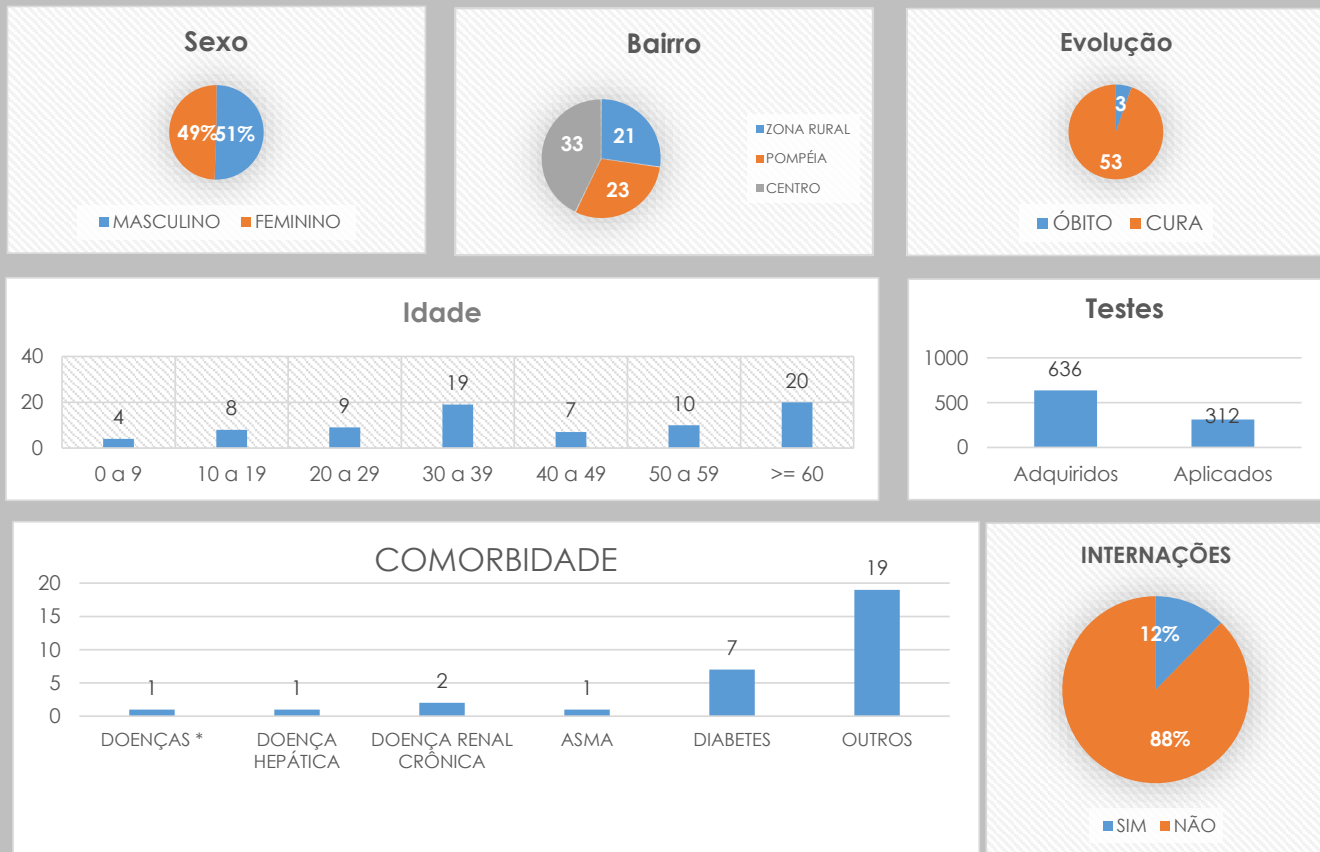 Sexo
49% 51%
MASCULINO FEMININO
Bairro
33 21
23
ZONA RURAL
POMPÉIA
CENTRO
Evolução
3
53
ÓBITO CURA
Idade
40
20
0
4 8 9 19 7 10 20
0 a 9 10 a 19 20 a 29 30 a 39 40 a 49 50 a 59 >= 60
Testes
1000
500
0
636
312
Adquiridos Aplicados
COMORBIDADE
20
15
10
5
0
1 1 2 1 7 19
DOENÇAS * DOENÇA HEPÁTICA DOENÇA RENAL CRÔNICA ASMA DIABETES OUTROS
INTERNAÇÕES
12%
88%
SIM NÃO